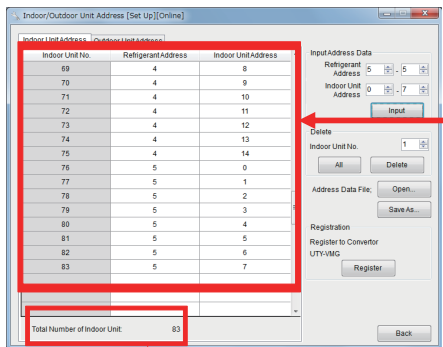 Indoor/Outdoor Unit Address [Set Up][Online]
Indoor Unit Address Outdoor Unit Address
Indoor Unit No. Refrigerant Address Indoor Unit Address
69 4 8
70 4 9
71 4 10
72 4 11
73 4 12
74 4 13
75 4 14
76 5 0
77 5 1
78 5 2
79 5 3
80 5 4
81 5 5
82 5 6
83 5 7
Total Number of Indoor Unit: 83
Input Address Data
Refrigerant
Address 5 - 5
Indoor Unit
Address 0 - 7
Input
Delete
Indoor Unit No. 1
All Delete
Address Data File; Open...
Save As...
Registration
Register to Convertor
UTY-VMG
Register
Back